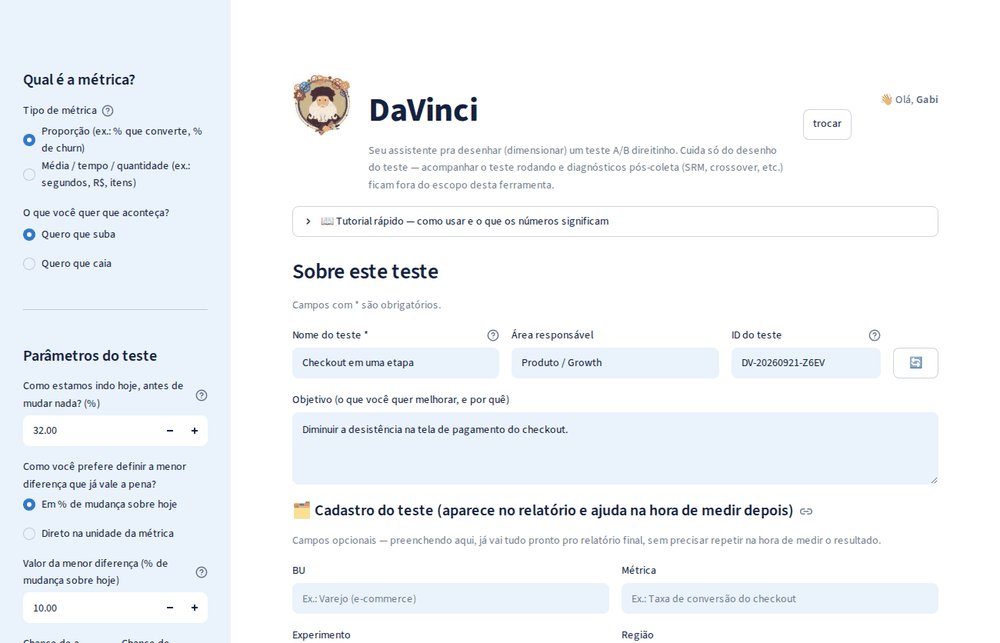 Qual é a métrica?
Tipo de métrica
Proporção (ex.: % que converte, %
de churn)
Média / tempo / quantidade (ex.:
segundos, R$, itens)
O que você quer que aconteça?
Quero que suba
Quero que caia
Parâmetros do teste
Como estamos indo hoje, antes de
mudar nada? (%)
32.00
Como você prefere definir a menor
diferença que já vale a pena?
Em % de mudança sobre hoje
Direto na unidade da métrica
Valor da menor diferença (% de
mudança sobre hoje)
10.00
DaVinci
Seu assistente pra desenhar (dimensionar) um teste A/B direitinho. Cuida só do desenho
do teste — acompanhar o teste rodando e diagnósticos pós-coleta (SRM, crossover, etc.)
ficam fora do escopo desta ferramenta.
trocar
👋 Olá, Gabi
📖 Tutorial rápido — como usar e o que os números significam
Sobre este teste
Campos com * são obrigatórios.
Nome do teste *
Área responsável
ID do teste
Checkout em uma etapa
Produto / Growth
DV-20260921-Z6EV
Objetivo (o que você quer melhorar, e por quê)
Diminuir a desistência na tela de pagamento do checkout.
🗂️ Cadastro do teste (aparece no relatório e ajuda na hora de medir depois)
Campos opcionais — preenchendo aqui, já vai tudo pronto pro relatório final, sem precisar repetir na hora de medir o resultado.
BU
Métrica
Ex.: Varejo (e-commerce)
Ex.: Taxa de conversão do checkout
Experimento
Região